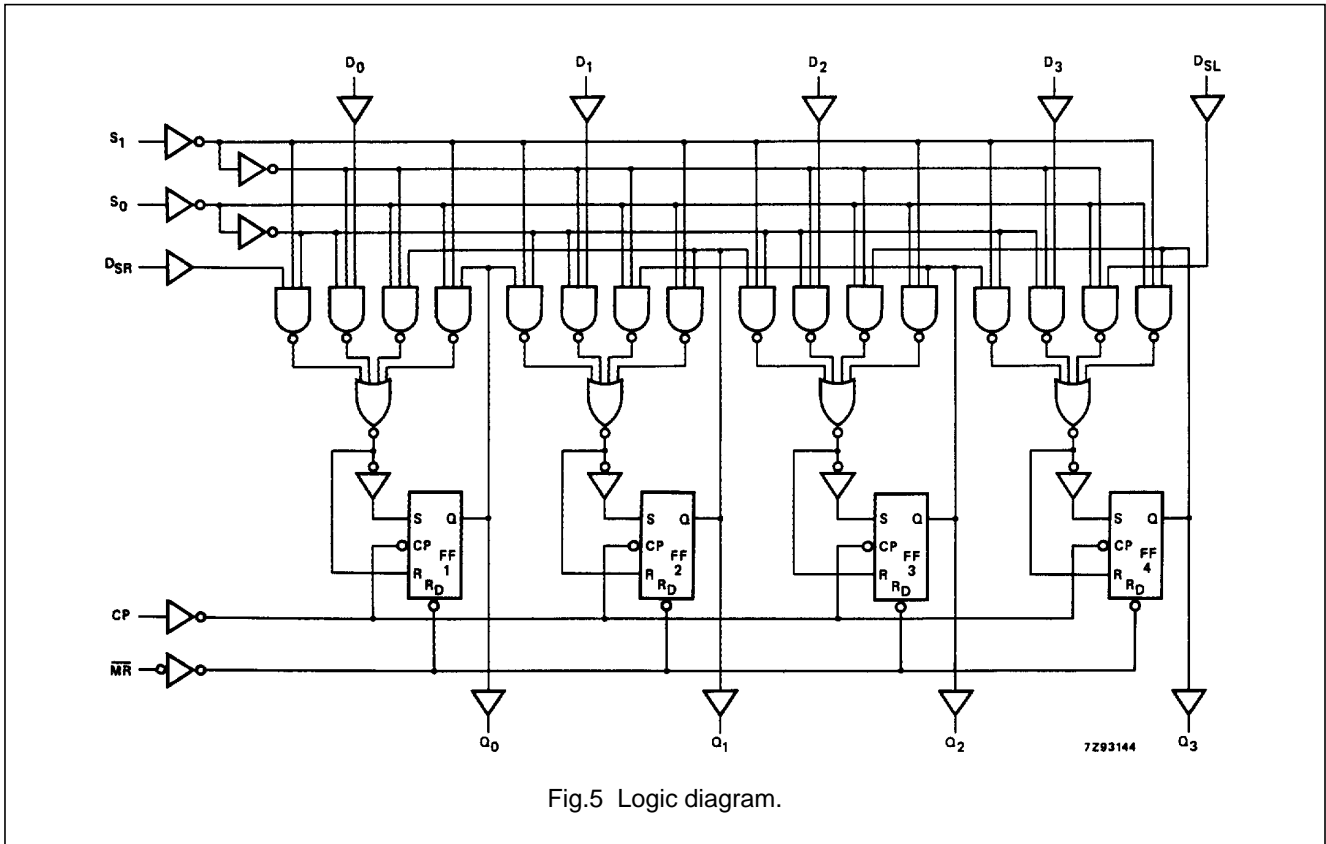 D0 D1 D2 D3 DSL
S1
S0
DSR
S Q S Q S Q S Q
CP CP CP CP
FF FF FF FF
1 2 3 4
R R R R
RD RD RD RD
CP
MR
Q0 Q1 Q2 7Z93144 Q3
Fig.5 Logic diagram.